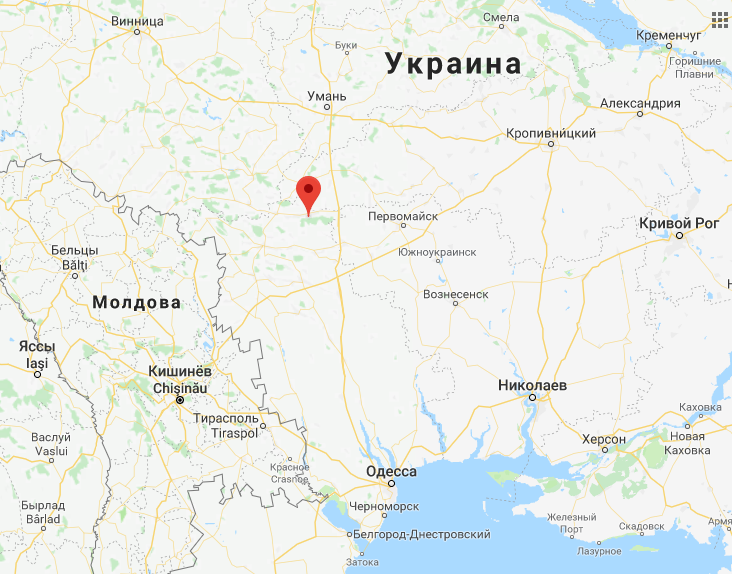 Винница
Смела
Кременчуг
Буки
Украина
Горишние
Плавни
Умань
Александрия
Кропивни́цкий
Первомайск
Кривой Рог
Бельцы
Bălţi
Южноукраинск
Молдова
Вознесенск
Яссы
Iaşi
Кишинёв
Chişinău
Николаев
Тирасполь
Tiraspol
Каховка
Васлуй
Vaslui
Херсон
Новая
Каховка
Красное
Crasnoe
Одесса
Бырлад
Bârlad
Черноморск
Железный
Порт
Скадовск
Армя
Белгород-Днестровский
Лазурное
Затока